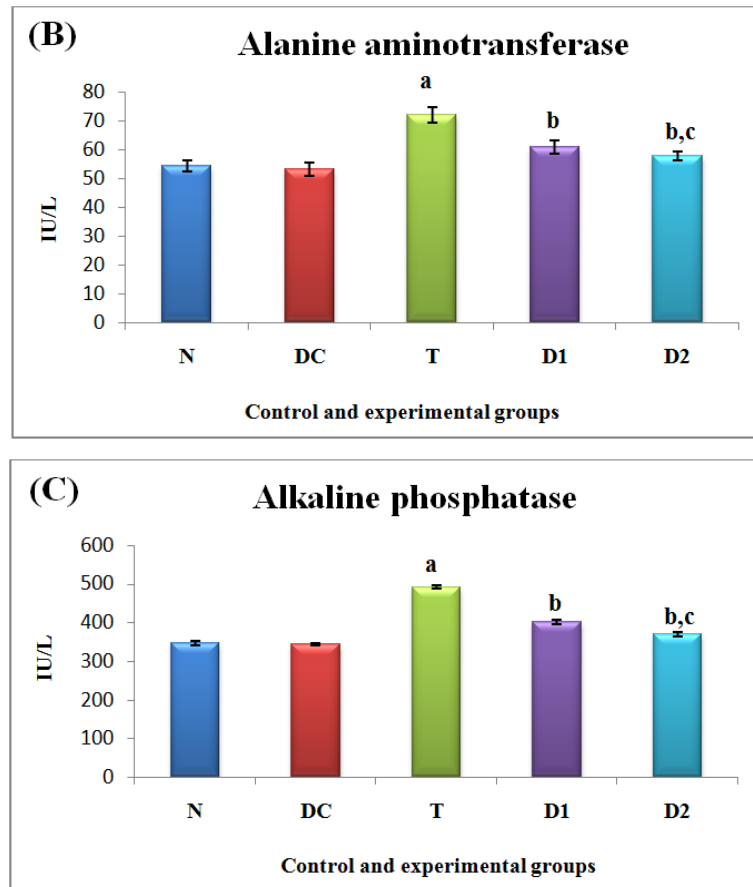 (B)
Alanine aminotransferase
80
70
60
50
40
30
20
10
0
IU/L
a
b
b,c
N DC T D1 D2
Control and experimental groups
(C)
Alkaline phosphatase
600
500
400
300
200
100
0
IU/L
a
b
b,c
N DC T D1 D2
Control and experimental groups